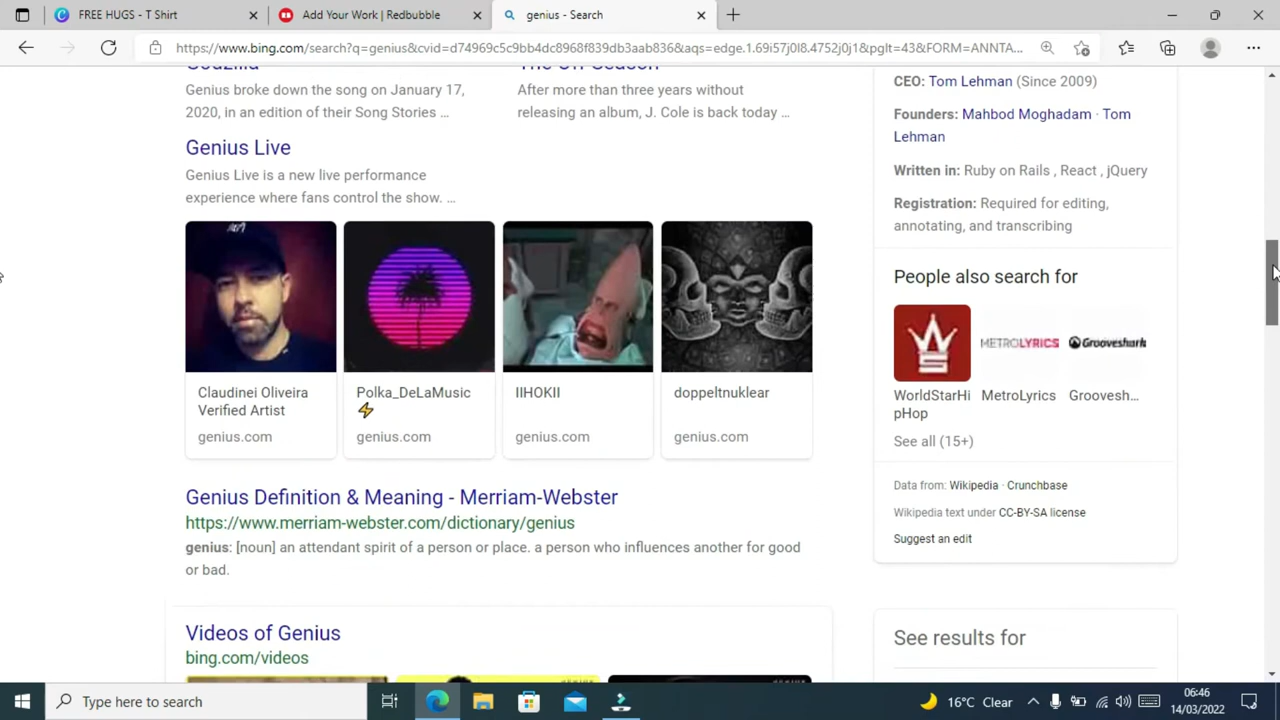 FREE HUGS - T Shirt
Add Your Work | Redbubble
genius - Search
https://www.bing.com/search?q=genius&cvid=d74969c5c9bb4dc8968f839db3aab836&aqs=edge.1.69i57j0l8.4752j0j1&pglt=43&FORM=ANNTA...
Godzilla
The Off-Season
Genius broke down the song on January 17,
2020, in an edition of their Song Stories ...
After more than three years without
releasing an album, J. Cole is back today ...
Genius Live
Genius Live is a new live performance
experience where fans control the show. ...
Claudinei Oliveira
Verified Artist
genius.com
Polka_DeLaMusic
⚡
genius.com
IIHOKII
genius.com
doppeltnuklear
genius.com
Genius Definition & Meaning - Merriam-Webster
https://www.merriam-webster.com/dictionary/genius
genius: [noun] an attendant spirit of a person or place. a person who influences another for good
or bad.
Videos of Genius
bing.com/videos
CEO: Tom Lehman (Since 2009)
Founders: Mahbod Moghadam · Tom
Lehman
Written in: Ruby on Rails , React , jQuery
Registration: Required for editing,
annotating, and transcribing
People also search for
METROLYRICS
Grooveshark
WorldStarHi
pHop
MetroLyrics
Groovesh...
See all (15+)
Data from: Wikipedia · Crunchbase
Wikipedia text under CC-BY-SA license
Suggest an edit
See results for
Type here to search
16°C Clear
06:46
14/03/2022